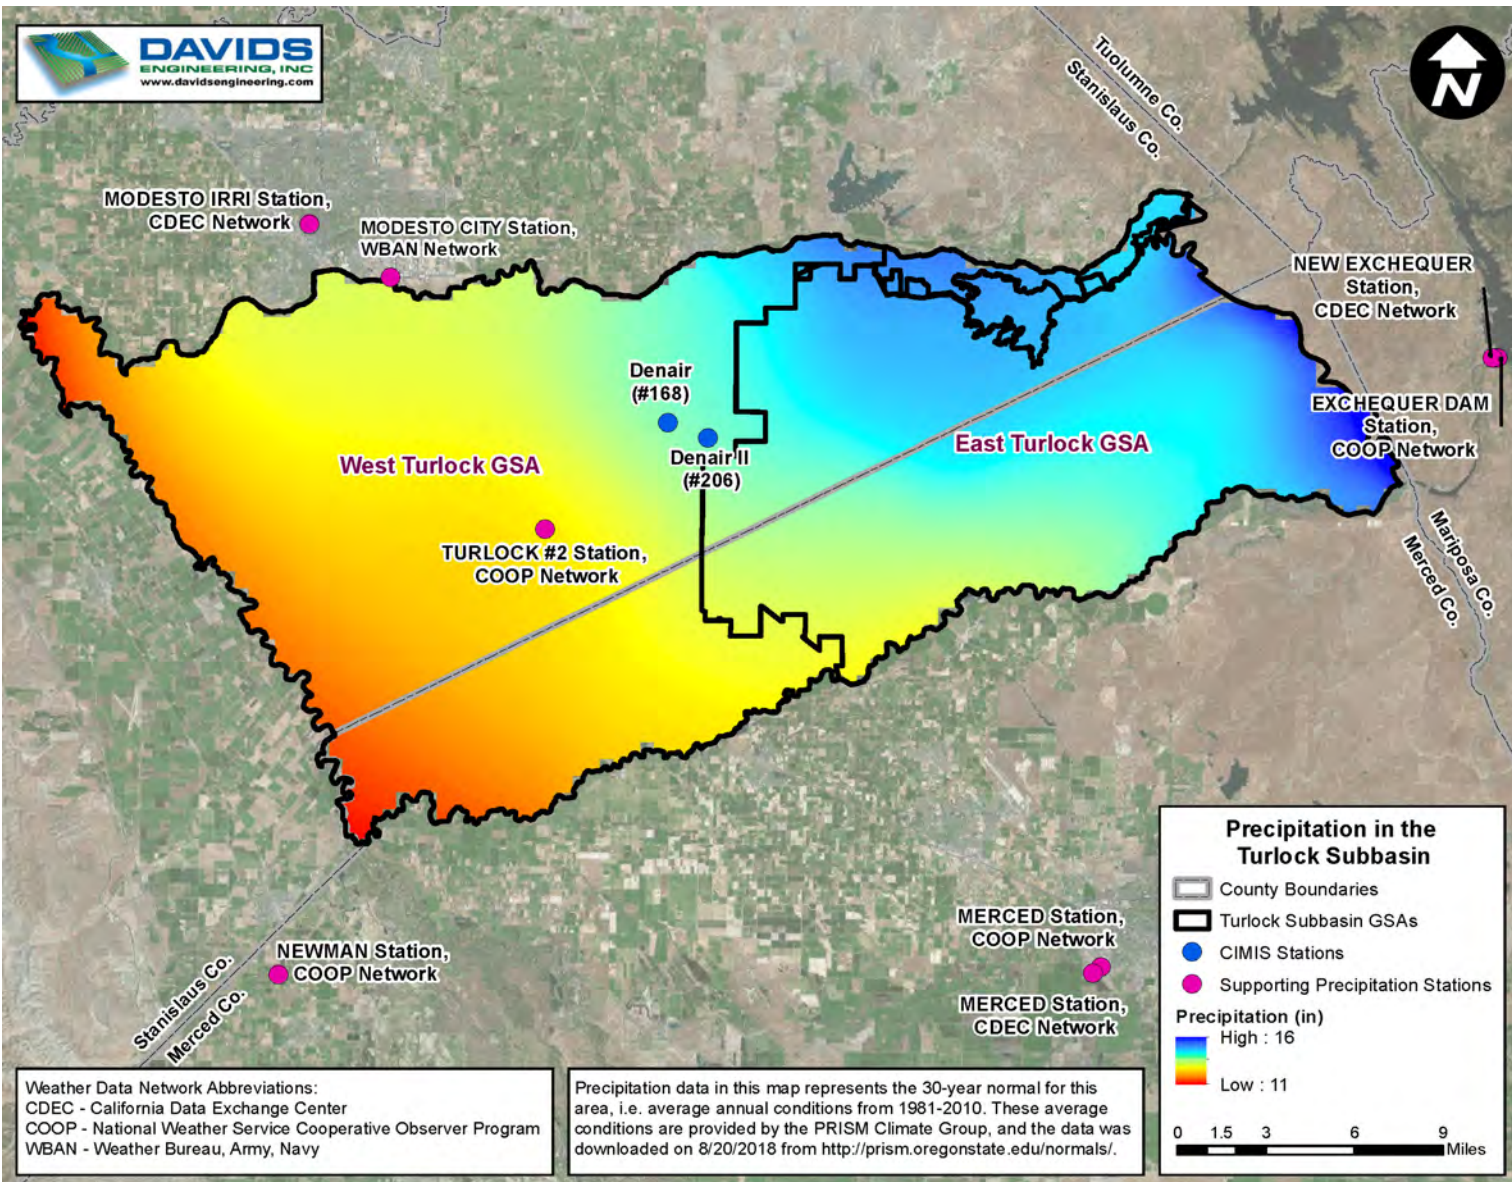 DAVIDS
ENGINEERING, INC
www.davidsengineering.com
N
Tuolumne Co.
Stanislaus Co.
MODESTO IRRI Station,
CDEC Network
MODESTO CITY Station,
WBAN Network
NEW EXCHEQUER
Station,
CDEC Network
Denair
(#168)
EXCHEQUER DAM
Station,
COOP Network
West Turlock GSA
East Turlock GSA
Denair II
(#206)
TURLOCK #2 Station,
COOP Network
Mariposa Co.
Merced Co.
NEWMAN Station,
COOP Network
Stanislaus Co.
Merced Co.
MERCED Station,
COOP Network
MERCED Station,
CDEC Network
Precipitation in the
Turlock Subbasin
County Boundaries
Turlock Subbasin GSAs
CIMIS Stations
Supporting Precipitation Stations
Precipitation (in)
High : 16
Low : 11
0 1.5 3 6 9
Miles
Weather Data Network Abbreviations:
CDEC - California Data Exchange Center
COOP - National Weather Service Cooperative Observer Program
WBAN - Weather Bureau, Army, Navy
Precipitation data in this map represents the 30-year normal for this
area, i.e. average annual conditions from 1981-2010. These average
conditions are provided by the PRISM Climate Group, and the data was
downloaded on 8/20/2018 from http://prism.oregonstate.edu/normals/.